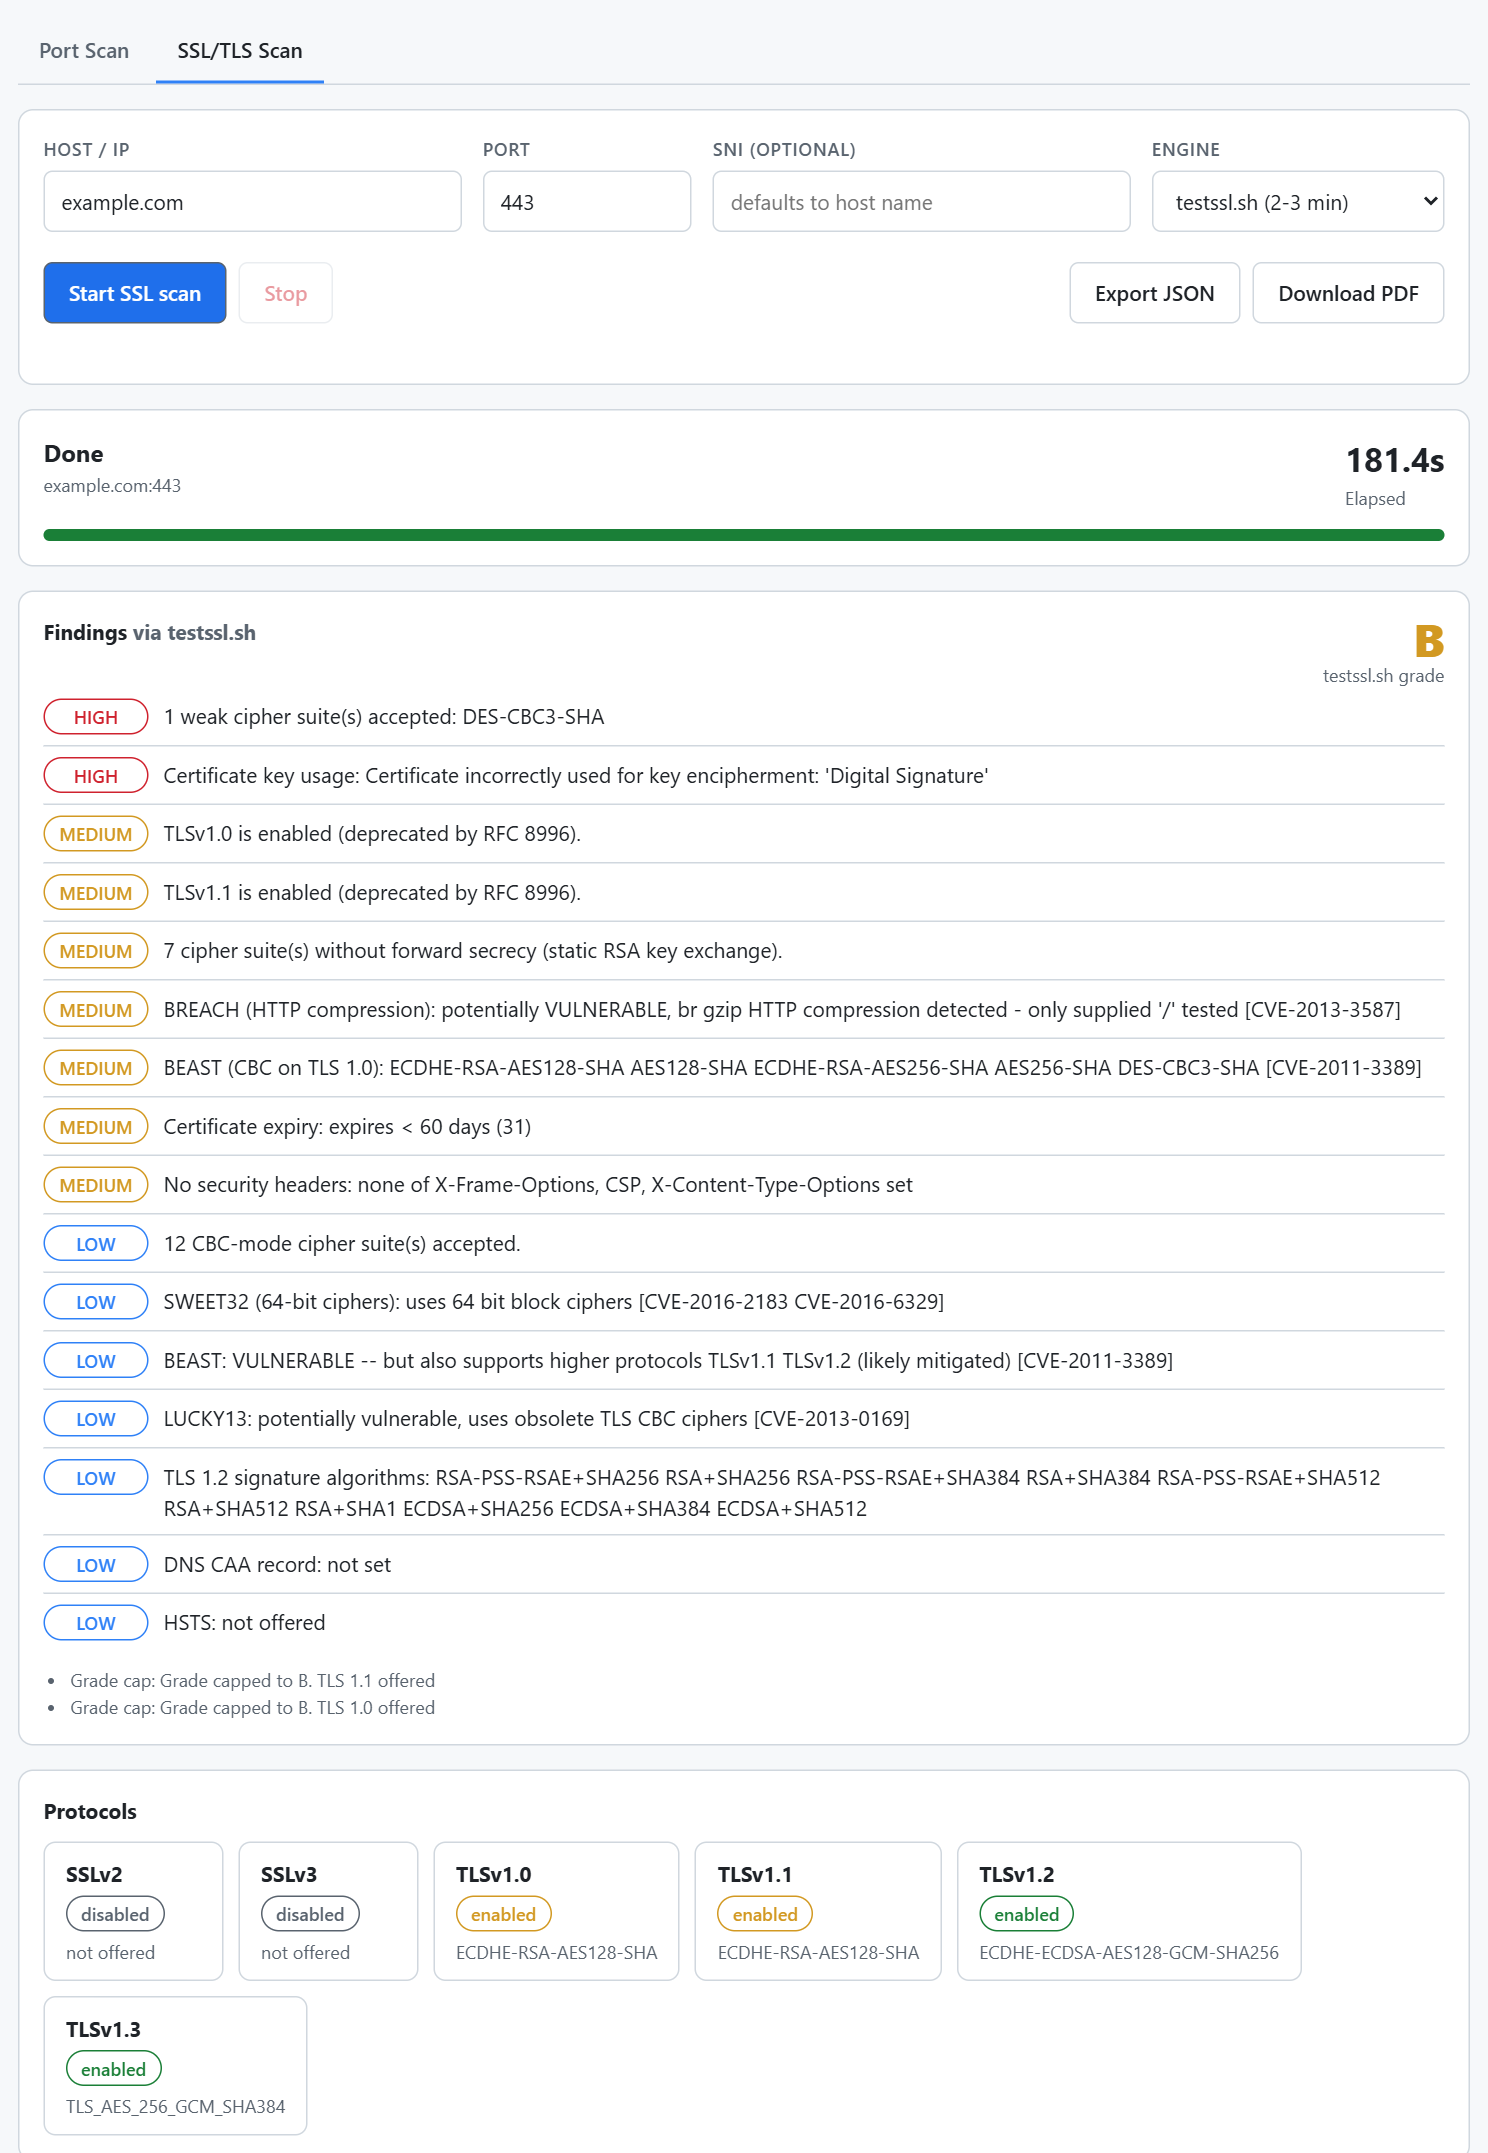 Port Scan
SSL/TLS Scan
HOST / IP
PORT
SNI (OPTIONAL)
ENGINE
example.com
443
defaults to host name
testssl.sh (2-3 min)
Start SSL scan
Stop
Export JSON
Download PDF
Done
181.4s
example.com:443
Elapsed
Findings via testssl.sh
B
testssl.sh grade
HIGH 1 weak cipher suite(s) accepted: DES-CBC3-SHA
HIGH Certificate key usage: Certificate incorrectly used for key encipherment: 'Digital Signature'
MEDIUM TLSv1.0 is enabled (deprecated by RFC 8996).
MEDIUM TLSv1.1 is enabled (deprecated by RFC 8996).
MEDIUM 7 cipher suite(s) without forward secrecy (static RSA key exchange).
MEDIUM BREACH (HTTP compression): potentially VULNERABLE, br gzip HTTP compression detected - only supplied '/' tested [CVE-2013-3587]
MEDIUM BEAST (CBC on TLS 1.0): ECDHE-RSA-AES128-SHA AES128-SHA ECDHE-RSA-AES256-SHA AES256-SHA DES-CBC3-SHA [CVE-2011-3389]
MEDIUM Certificate expiry: expires < 60 days (31)
MEDIUM No security headers: none of X-Frame-Options, CSP, X-Content-Type-Options set
LOW 12 CBC-mode cipher suite(s) accepted.
LOW SWEET32 (64-bit ciphers): uses 64 bit block ciphers [CVE-2016-2183 CVE-2016-6329]
LOW BEAST: VULNERABLE -- but also supports higher protocols TLSv1.1 TLSv1.2 (likely mitigated) [CVE-2011-3389]
LOW LUCKY13: potentially vulnerable, uses obsolete TLS CBC ciphers [CVE-2013-0169]
LOW TLS 1.2 signature algorithms: RSA-PSS-RSAE+SHA256 RSA+SHA256 RSA-PSS-RSAE+SHA384 RSA+SHA384 RSA-PSS-RSAE+SHA512
RSA+SHA512 RSA+SHA1 ECDSA+SHA256 ECDSA+SHA384 ECDSA+SHA512
LOW DNS CAA record: not set
LOW HSTS: not offered
• Grade cap: Grade capped to B. TLS 1.1 offered
• Grade cap: Grade capped to B. TLS 1.0 offered
Protocols
SSLv2
disabled
not offered
SSLv3
disabled
not offered
TLSv1.0
enabled
ECDHE-RSA-AES128-SHA
TLSv1.1
enabled
ECDHE-RSA-AES128-SHA
TLSv1.2
enabled
ECDHE-ECDSA-AES128-GCM-SHA256
TLSv1.3
enabled
TLS_AES_256_GCM_SHA384